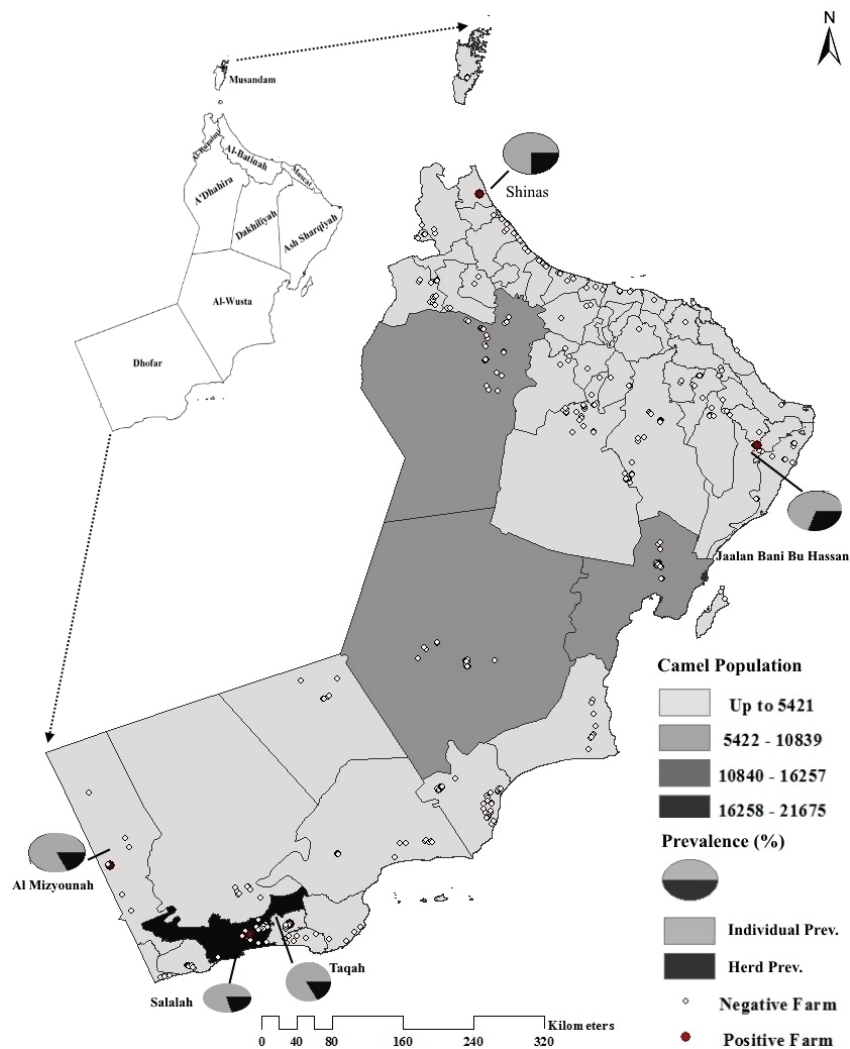 N
Musandam
Al-Buraimi
Al-Batinah
Muscat
A'Dhahira
Dakhiliyah
Ash Sharqiyah
Al-Wusta
Dhofar
Shinas
Jaalan Bani Bu Hassan
Camel Population
Up to 5421
5422 - 10839
10840 - 16257
16258 - 21675
Prevalence (%)
Individual Prev.
Herd Prev.
Negative Farm
Positive Farm
Al Mizyounah
Taqah
Salalah
Kilometers
0 40 80 160 240 320